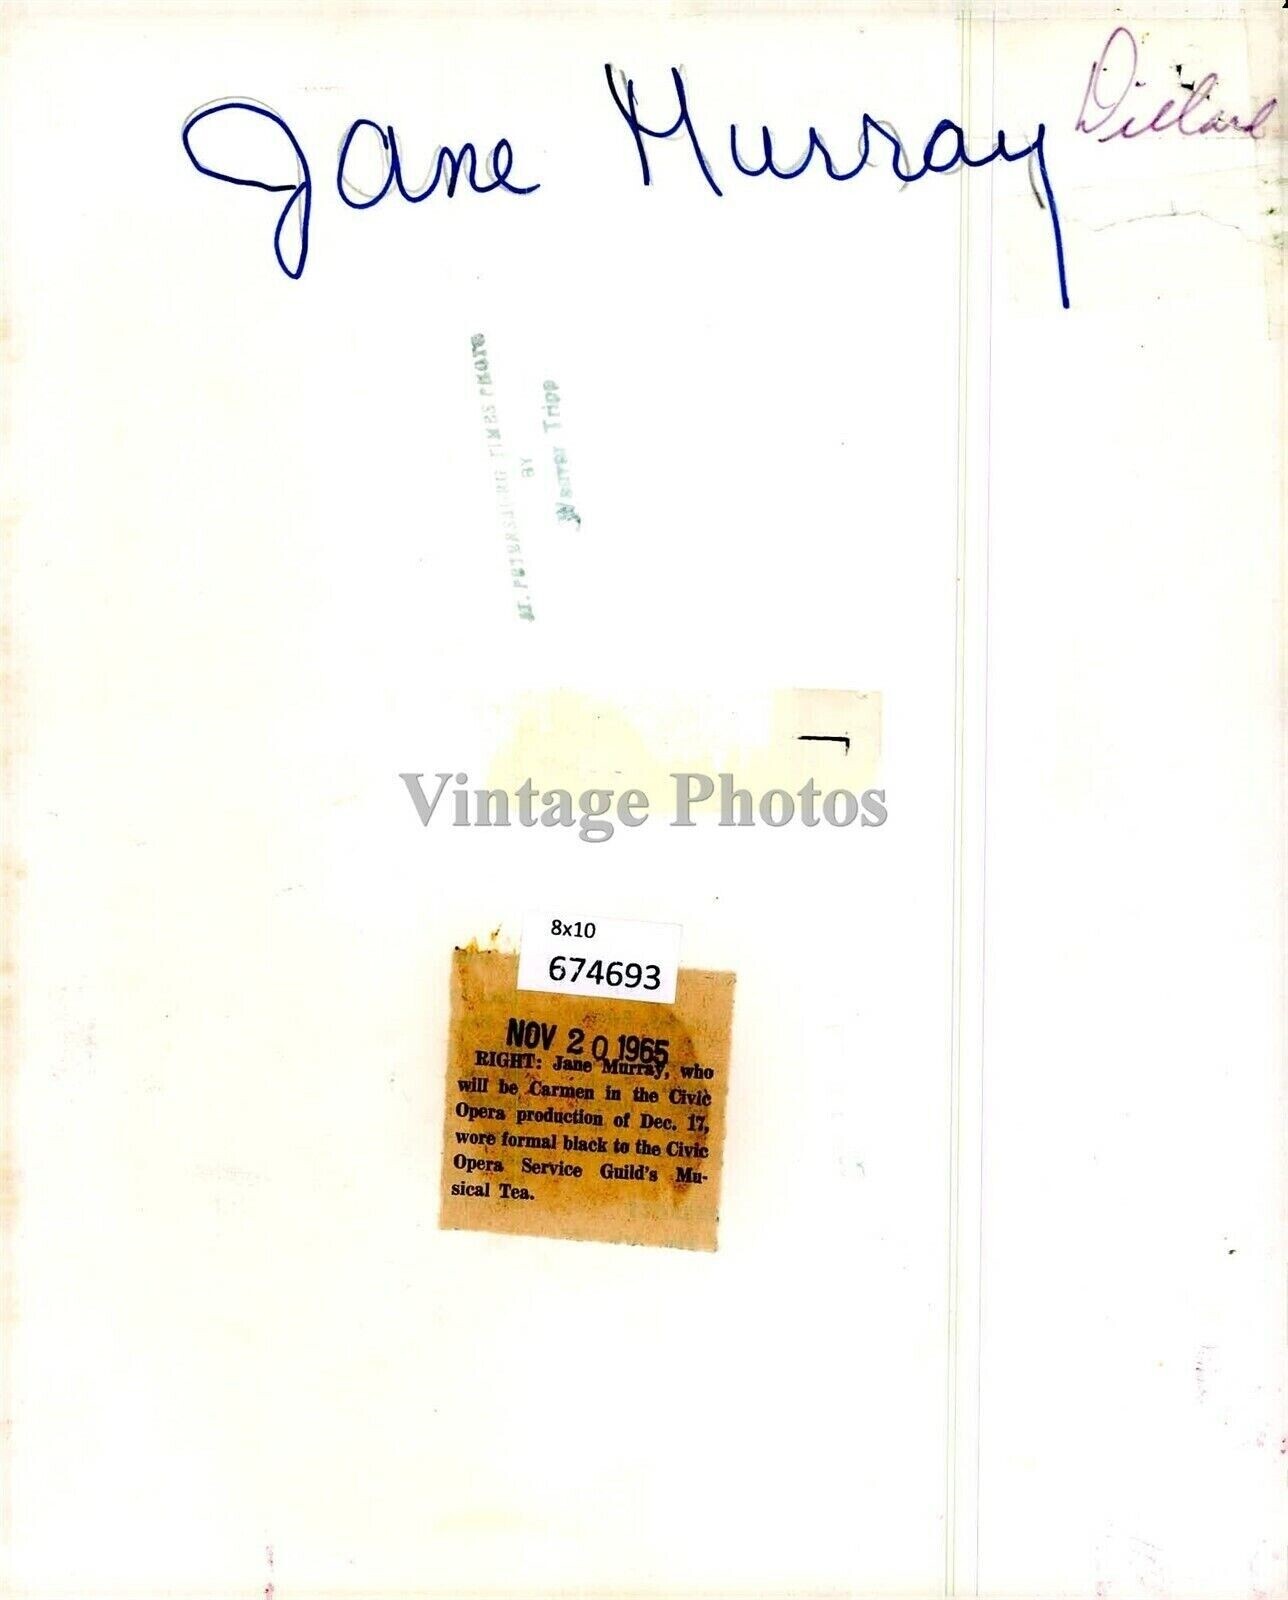 Jane Murray
Dillard
ST. PETERSBURG TIMES PHOTO
BY
Weaver Tripp
Vintage Photos
8x10
674693
NOV 20 1965
RIGHT: Jane Murray, who
will be Carmen in the Civic
Opera production of Dec. 17,
wore formal black to the Civic
Opera Service Guild's Mu-
sical Tea.